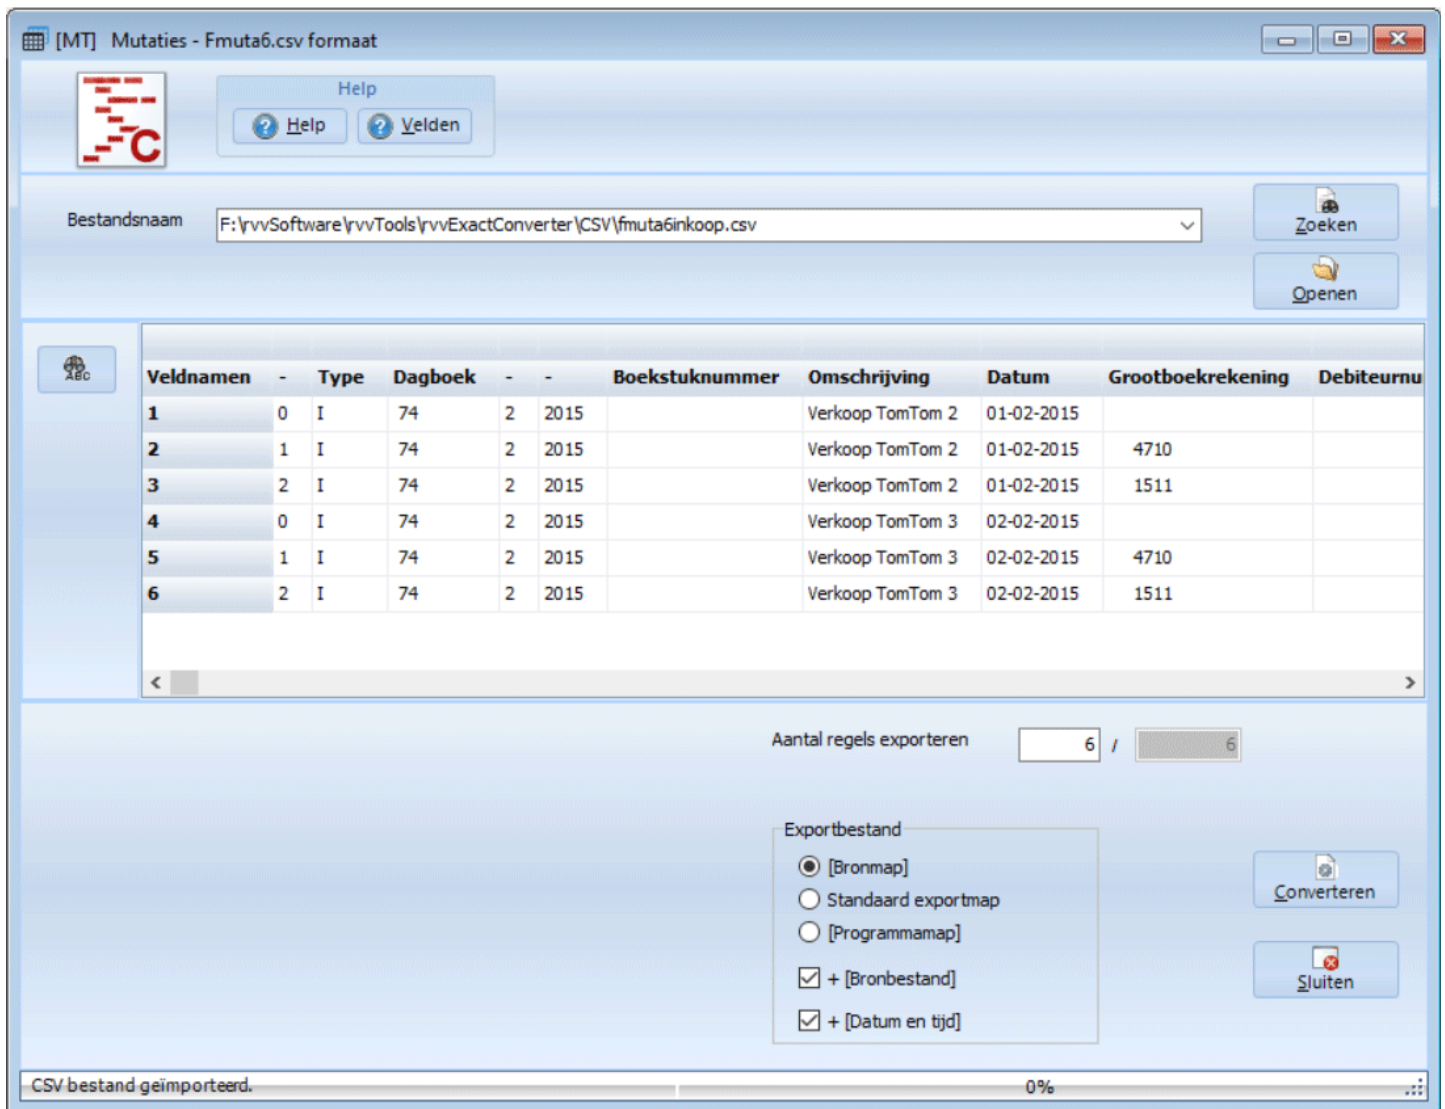 [MT] Mutaties - Fmuta6.csv formaat
Help
Help Velden
Bestandsnaam F:\rvvSoftware\rvvTools\rvvExactConverter\CSV\fmuta6inkoop.csv
Zoeken
Openen
ABC
Veldnamen - Type Dagboek - - Boekstuknummer Omschrijving Datum Grootboekrekening Debiteurnu
1 0 I 74 2 2015 Verkoop TomTom 2 01-02-2015
2 1 I 74 2 2015 Verkoop TomTom 2 01-02-2015 4710
3 2 I 74 2 2015 Verkoop TomTom 2 01-02-2015 1511
4 0 I 74 2 2015 Verkoop TomTom 3 02-02-2015
5 1 I 74 2 2015 Verkoop TomTom 3 02-02-2015 4710
6 2 I 74 2 2015 Verkoop TomTom 3 02-02-2015 1511
Aantal regels exporteren 6 / 6
Exportbestand
[Bronmap]
Standaard exportmap
[Programmamap]
+ [Bronbestand]
+ [Datum en tijd]
Converteren
Sluiten
CSV bestand geïmporteerd. 0%